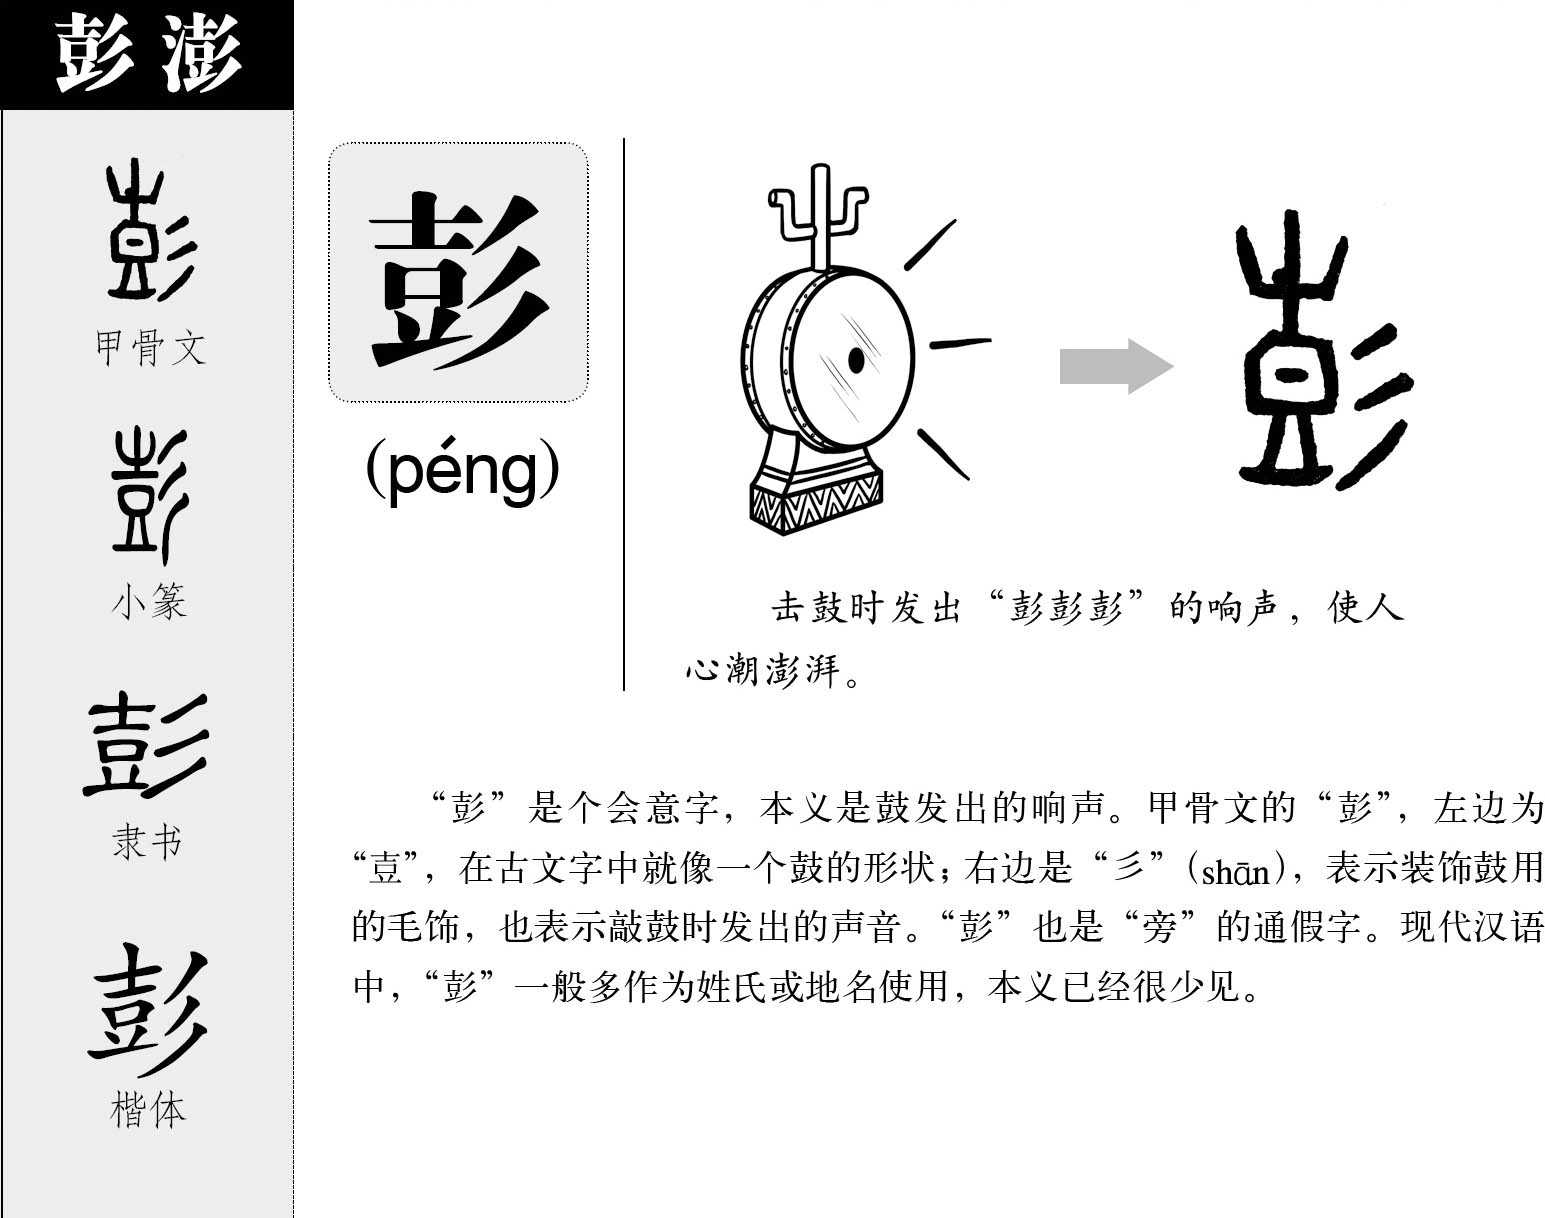 彭 澎
彭
甲骨文
彭
小篆
彭
隶书
彭
楷体
彭
(péng)
彭
击鼓时发出“彭彭彭”的响声，使人
心潮澎湃。
“彭”是个会意字，本义是鼓发出的响声。甲骨文的“彭”，左边为
“壴”，在古文字中就像一个鼓的形状；右边是“彡”（shān），表示装饰鼓用
的毛饰，也表示敲鼓时发出的声音。“彭”也是“旁”的通假字。现代汉语
中，“彭”一般多作为姓氏或地名使用，本义已经很少见。